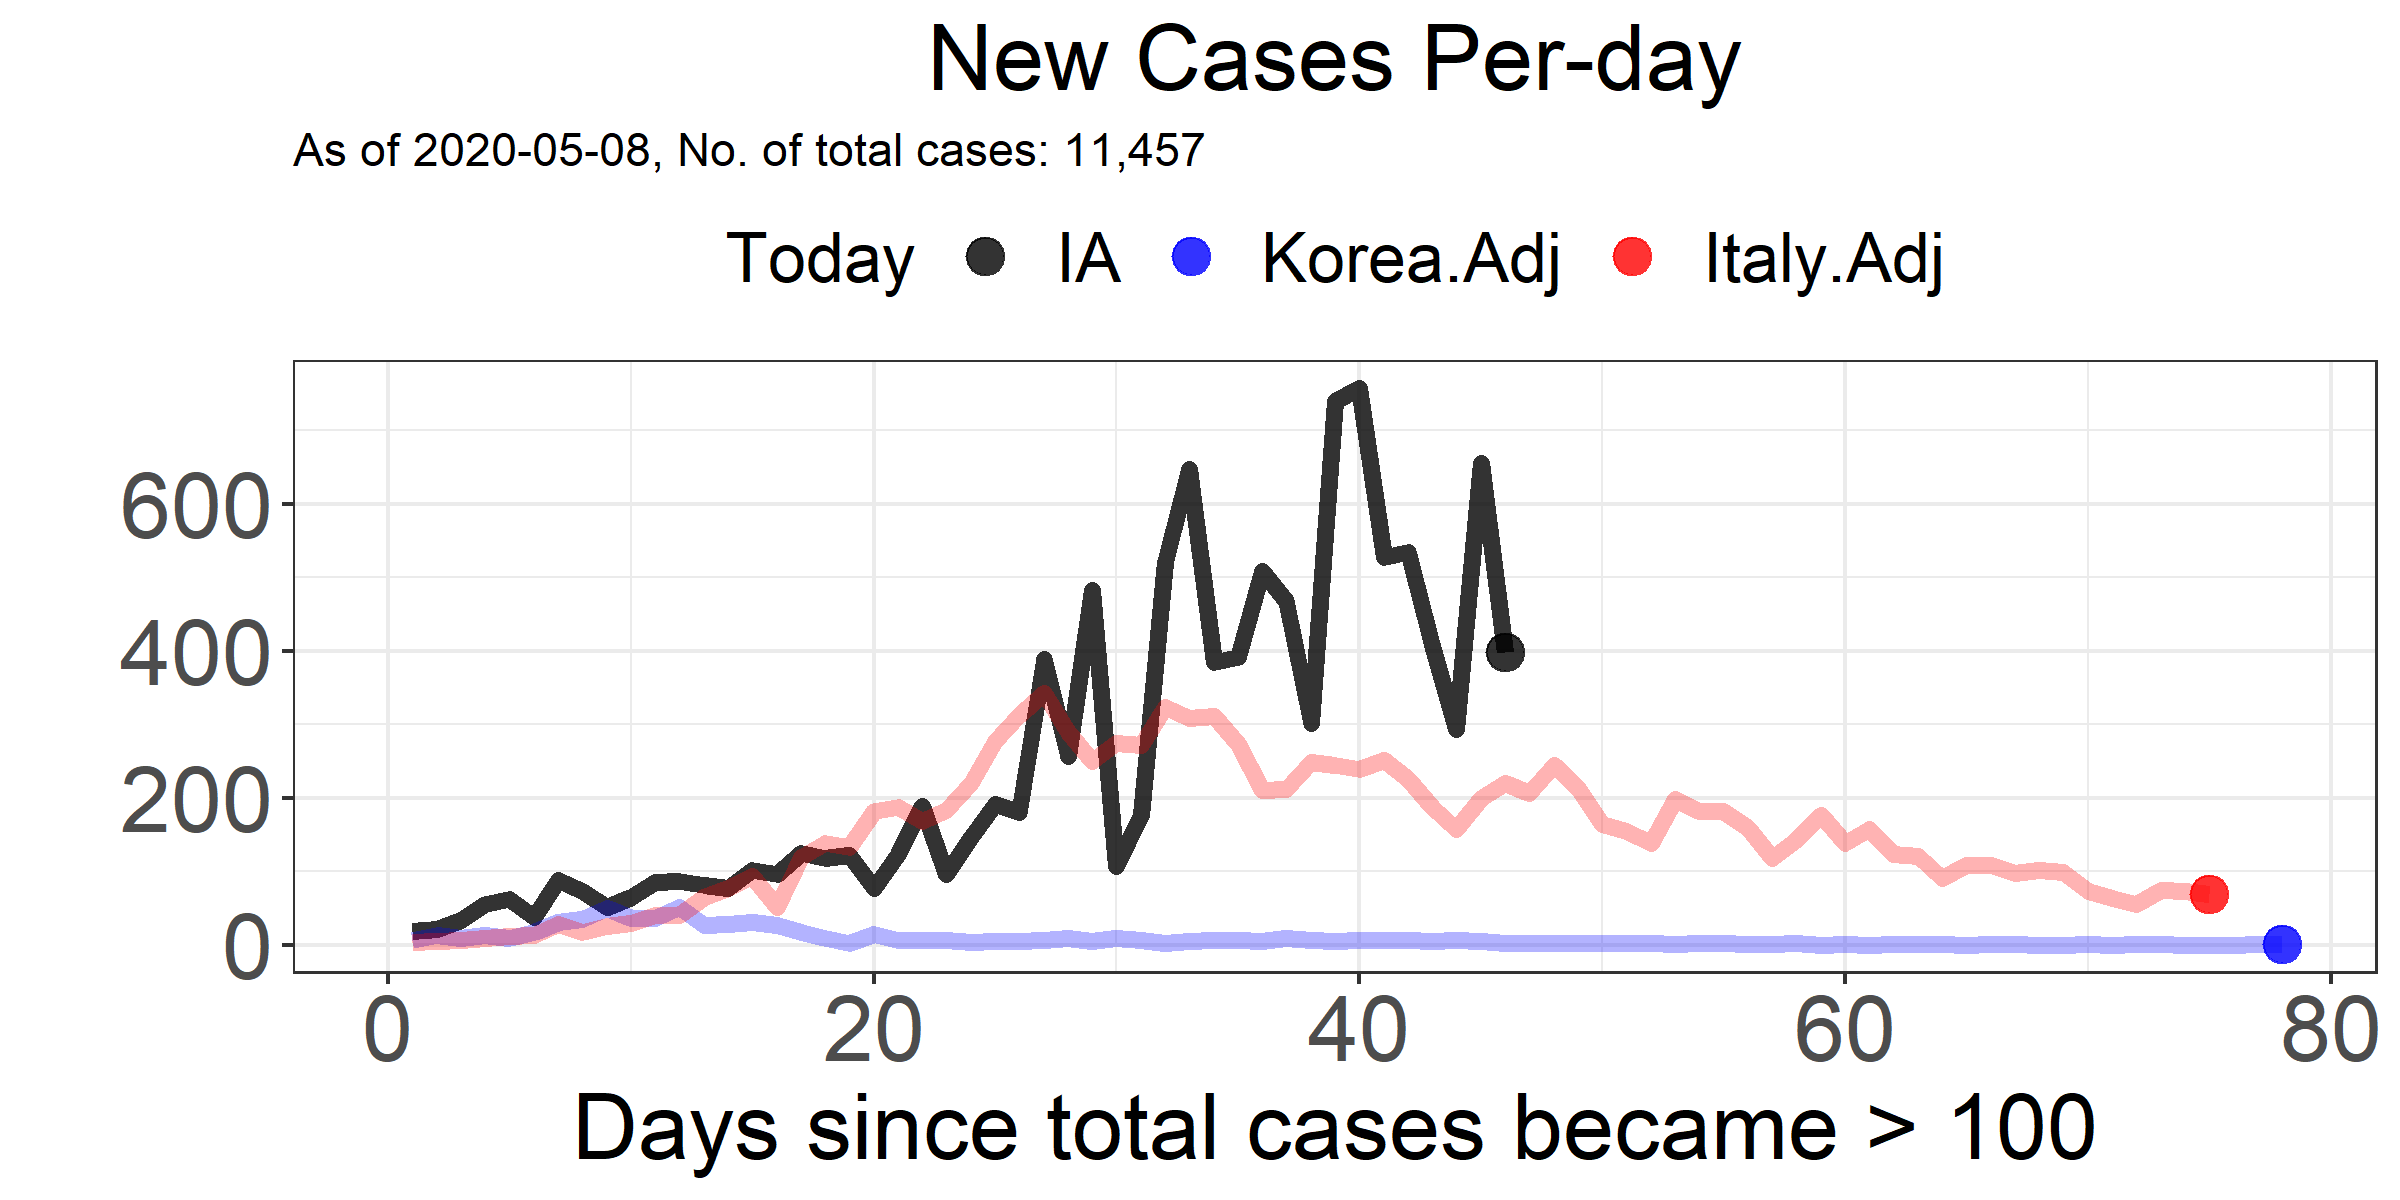 New Cases Per-day
As of 2020-05-08, No. of total cases: 11,457
Today IA Korea.Adj Italy.Adj
600
400
200
0
0 20 40 60 80
Days since total cases became > 100